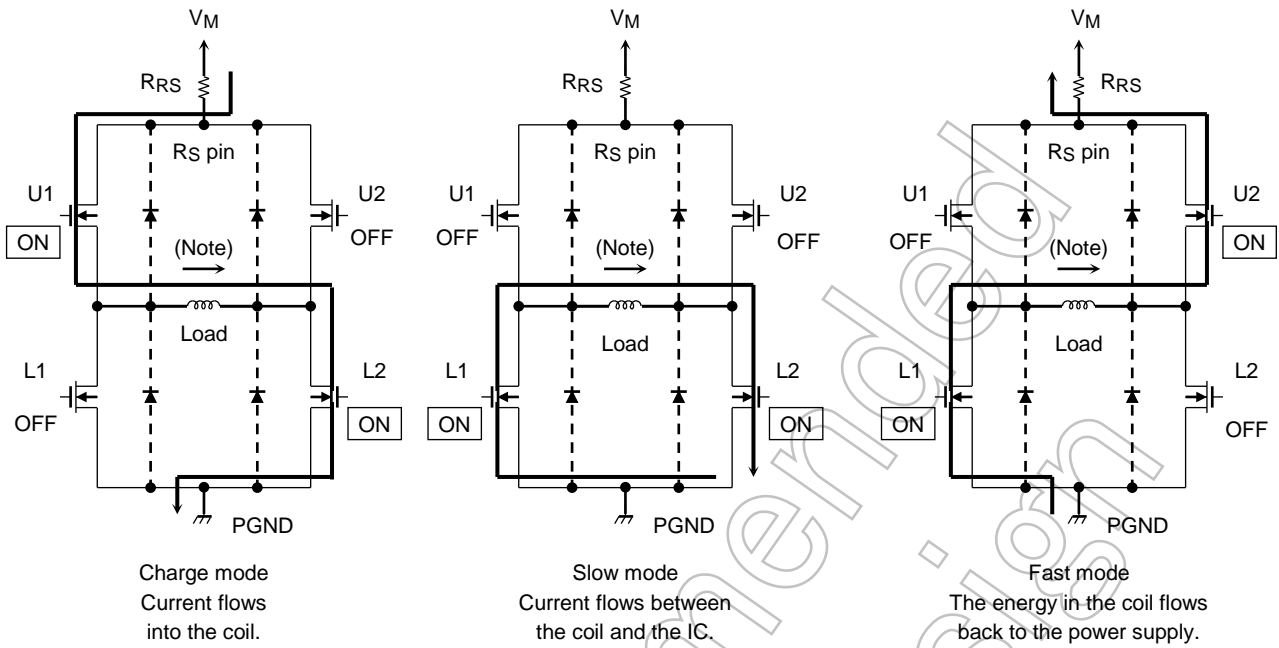 VM
VM
VM
RRS
RRS
RRS
RS pin
RS pin
RS pin
U1
U2
U1
U2
U1
U2
ON
(Note)
OFF
OFF
(Note)
OFF
OFF
(Note)
ON
Load
Load
Load
L1
L2
L1
L2
L1
L2
OFF
ON
ON
ON
ON
OFF
PGND
PGND
PGND
Charge mode
Current flows
into the coil.
Slow mode
Current flows between
the coil and the IC.
Fast mode
The energy in the coil flows
back to the power supply.
mended
sign